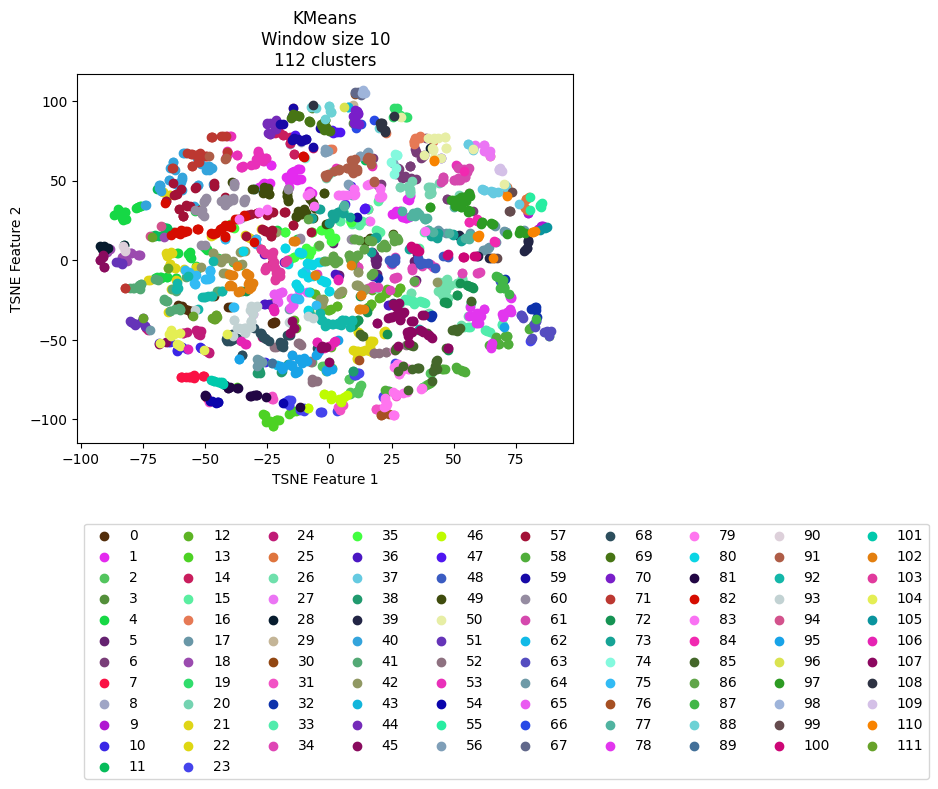 KMeans
Window size 10
112 clusters
100
50
0
−50
−100
TSNE Feature 2
−100 −75 −50 −25 0 25 50 75
TSNE Feature 1
0 12 24 35 46 57 68 79 90 101
1 13 25 36 47 58 69 80 91 102
2 14 26 37 48 59 70 81 92 103
3 15 27 38 49 60 71 82 93 104
4 16 28 39 50 61 72 83 94 105
5 17 29 40 51 62 73 84 95 106
6 18 30 41 52 63 74 85 96 107
7 19 31 42 53 64 75 86 97 108
8 20 32 43 54 65 76 87 98 109
9 21 33 44 55 66 77 88 99 110
10 22 34 45 56 67 78 89 100 111
11 23